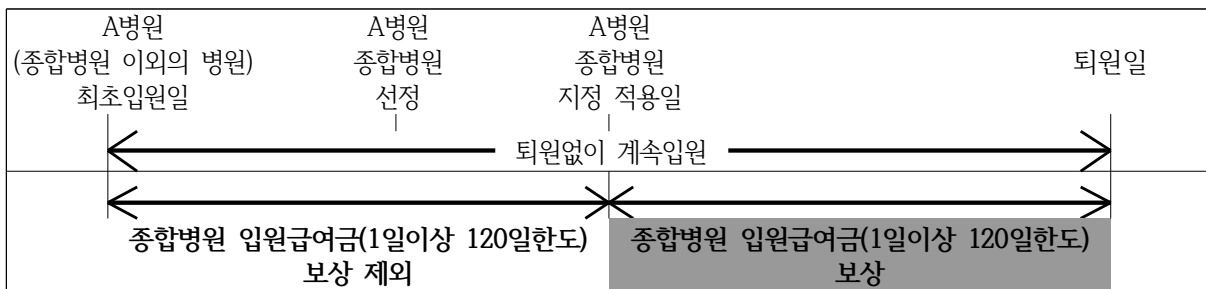 A병원
(종합병원 이외의 병원)
최초입원일
A병원
종합병원
선정
A병원
종합병원
지정 적용일
퇴원일
퇴원없이 계속입원
종합병원 입원급여금(1일이상 120일한도)
보상 제외
종합병원 입원급여금(1일이상 120일한도)
보상